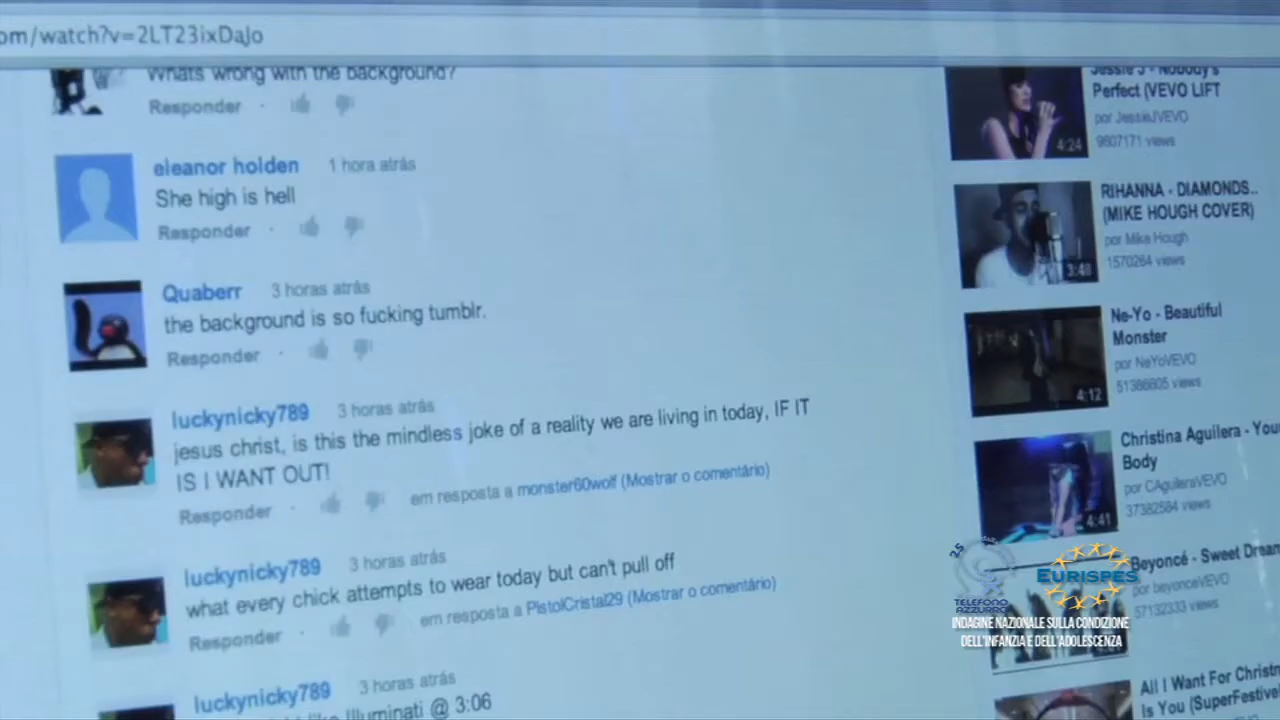 om/watch?v=2LT23ixDaJo
Whats wrong with the background?
Responder
eleanor holden 1 hora atrás
She high is hell
Responder
Quaberr 3 horas atrás
the background is so fucking tumblr.
Responder
luckynicky789 3 horas atrás
jesus christ, is this the mindless joke of a reality we are living in today, IF IT
IS I WANT OUT!
Responder em resposta a monster60wolf (Mostrar o comentário)
luckynicky789 3 horas atrás
what every chick attempts to wear today but can't pull off
Responder em resposta a PistolCristal29 (Mostrar o comentário)
luckynicky789 3 horas atrás
Illuminati @ 3:06
Jessie J - Nobody's
Perfect (VEVO LIFT
por JessieJVEVO
9607171 views
4:24
RIHANNA - DIAMONDS..
(MIKE HOUGH COVER)
por Mike Hough
1570264 views
3:48
Ne-Yo - Beautiful
Monster
por NeYoVEVO
51386605 views
4:12
Christina Aguilera - You
Body
por CAguileraVEVO
37382584 views
4:41
Beyoncé - Sweet Dream
por beyonceVEVO
57132333 views
All I Want For Christm
Is You (SuperFestive
25
TELEFONO
AZZURRO
EURISPES
INDAGINE NAZIONALE SULLA CONDIZIONE
DELL'INFANZIA E DELL'ADOLESCENZA